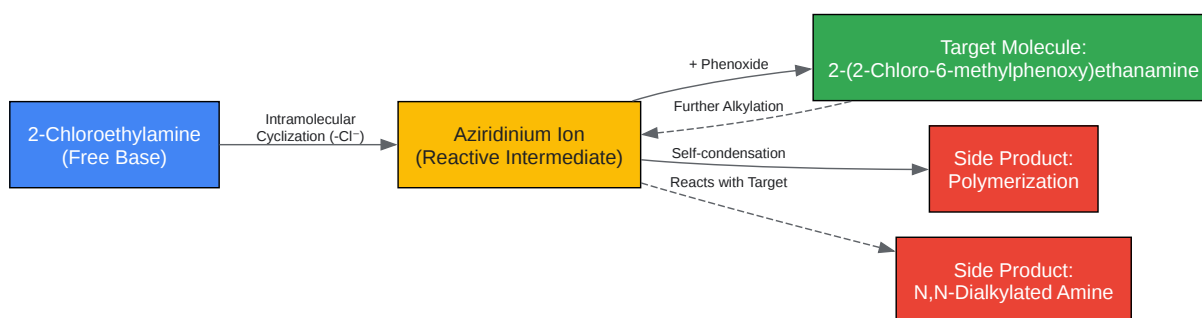 2-Chloroethylamine
(Free Base)
Intramolecular
Cyclization (-Cl⁻)
Aziridinium Ion
(Reactive Intermediate)
+ Phenoxide
Further Alkylation
Self-condensation
Reacts with Target
Target Molecule:
2-(2-Chloro-6-methylphenoxy)ethanamine
Side Product:
Polymerization
Side Product:
N,N-Dialkylated Amine